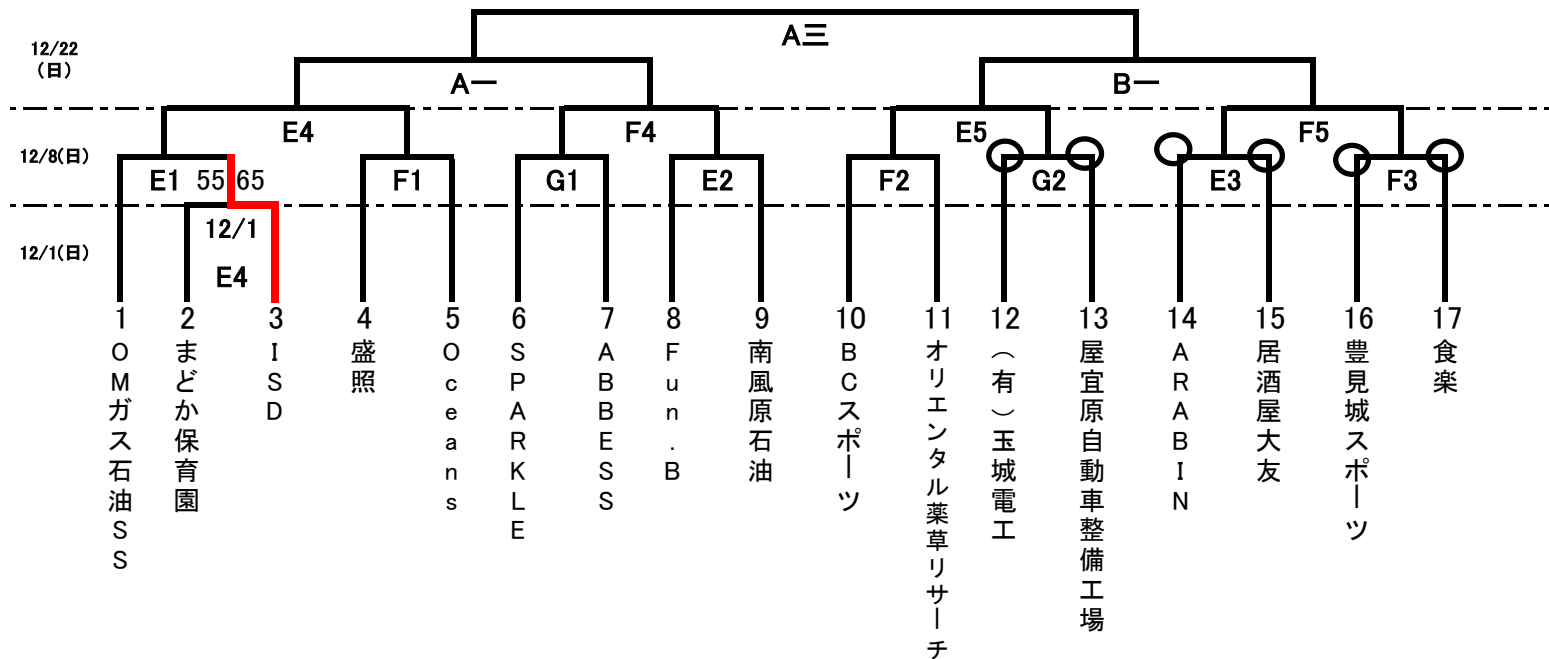 A三
12/22
(日)
A一
B一
E4
F4
E5
F5
12/8(日)
E1
55
65
F1
G1
E2
F2
G2
E3
F3
12/1
12/1(日)
E4
1
2
3
4
5
6
7
8
9
10
11
12
13
14
15
16
17
OMガス石油SS
まどか保育園
ISD
盛照
Oceans
SPARKLE
ABBESS
Fun.B
南風原石油
BCスポーツ
オリエンタル薬草リサーチ
(有)玉城電工
屋宜原自動車整備工場
ARABIN
居酒屋大友
豊見城スポーツ
食楽